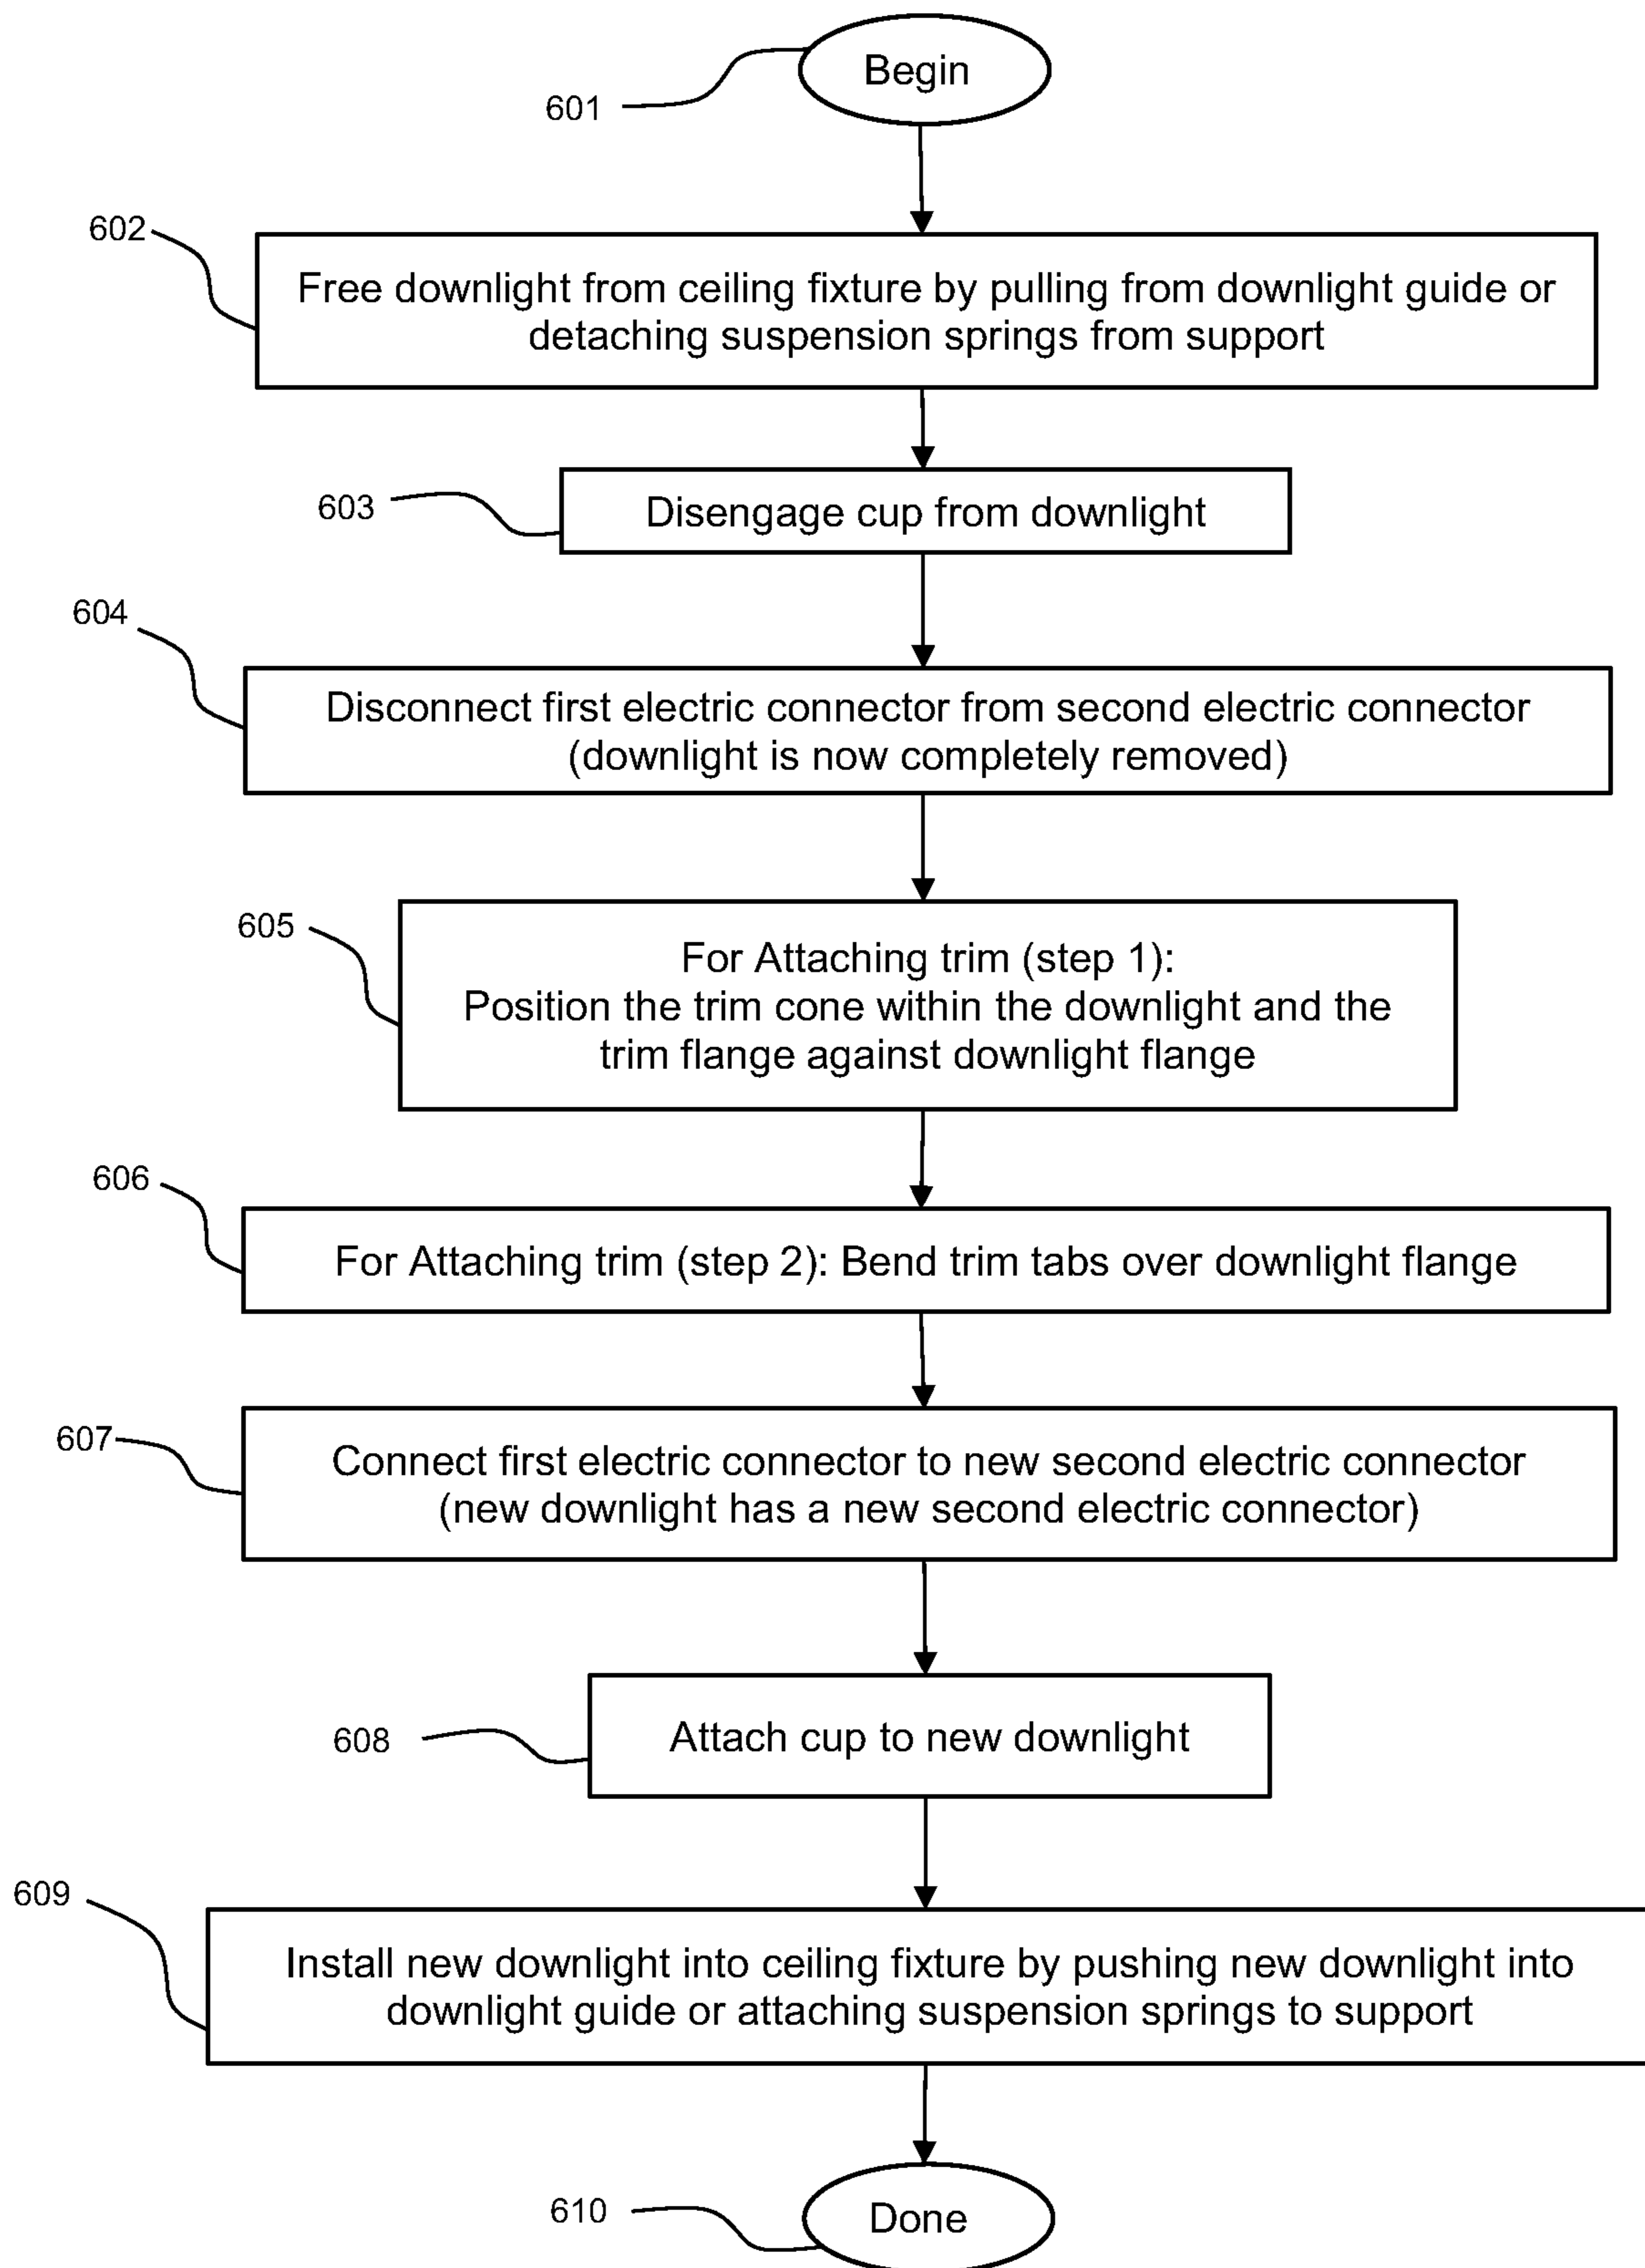 Begin
601
602
Free downlight from ceiling fixture by pulling from downlight guide or
detaching suspension springs from support
603
Disengage cup from downlight
604
Disconnect first electric connector from second electric connector
(downlight is now completely removed)
605
For Attaching trim (step 1):
Position the trim cone within the downlight and the
trim flange against downlight flange
606
For Attaching trim (step 2): Bend trim tabs over downlight flange
607
Connect first electric connector to new second electric connector
(new downlight has a new second electric connector)
608
Attach cup to new downlight
609
Install new downlight into ceiling fixture by pushing new downlight into
downlight guide or attaching suspension springs to support
610
Done